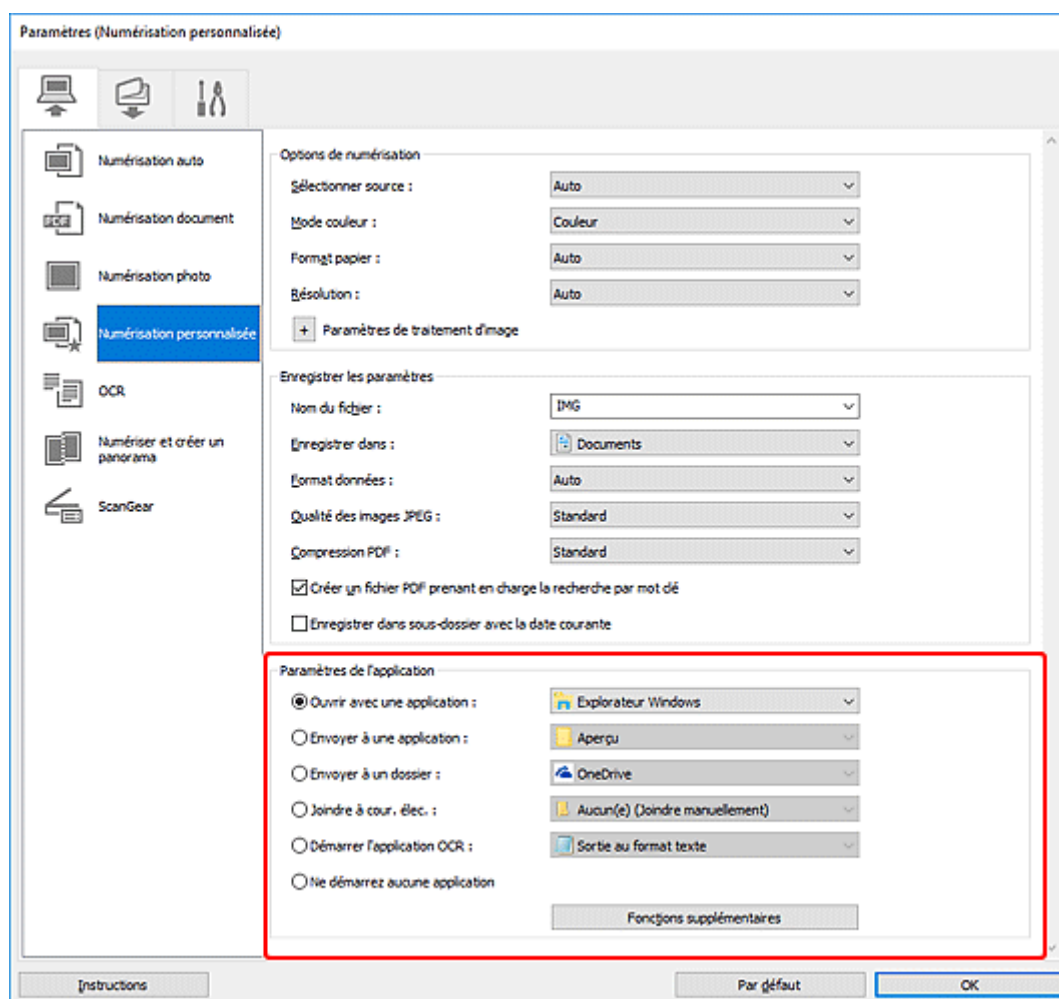 Paramètres (Numérisation personnalisée)
Numérisation auto
Numérisation document
PDF
Numérisation photo
Numérisation personnalisée
OCR
Numériser et créer un
panorama
ScanGear
Options de numérisation
Sélectionner source : Auto
Mode couleur : Couleur
Format papier : Auto
Résolution : Auto
+ Paramètres de traitement d'image
Enregistrer les paramètres
Nom du fichier : IMG
Enregistrer dans : Documents
Format données : Auto
Qualité des images JPEG : Standard
Compression PDF : Standard
Créer un fichier PDF prenant en charge la recherche par mot clé
Enregistrer dans sous-dossier avec la date courante
Paramètres de l'application
Ouvrir avec une application : Explorateur Windows
Envoyer à une application : Aperçu
Envoyer à un dossier : OneDrive
Joindre à cour. élec. : Aucun(e) (Joindre manuellement)
Démarrer l'application OCR : Sortie au format texte
Ne démarrez aucune application
Fonctions supplémentaires
Instructions
Par défaut
OK